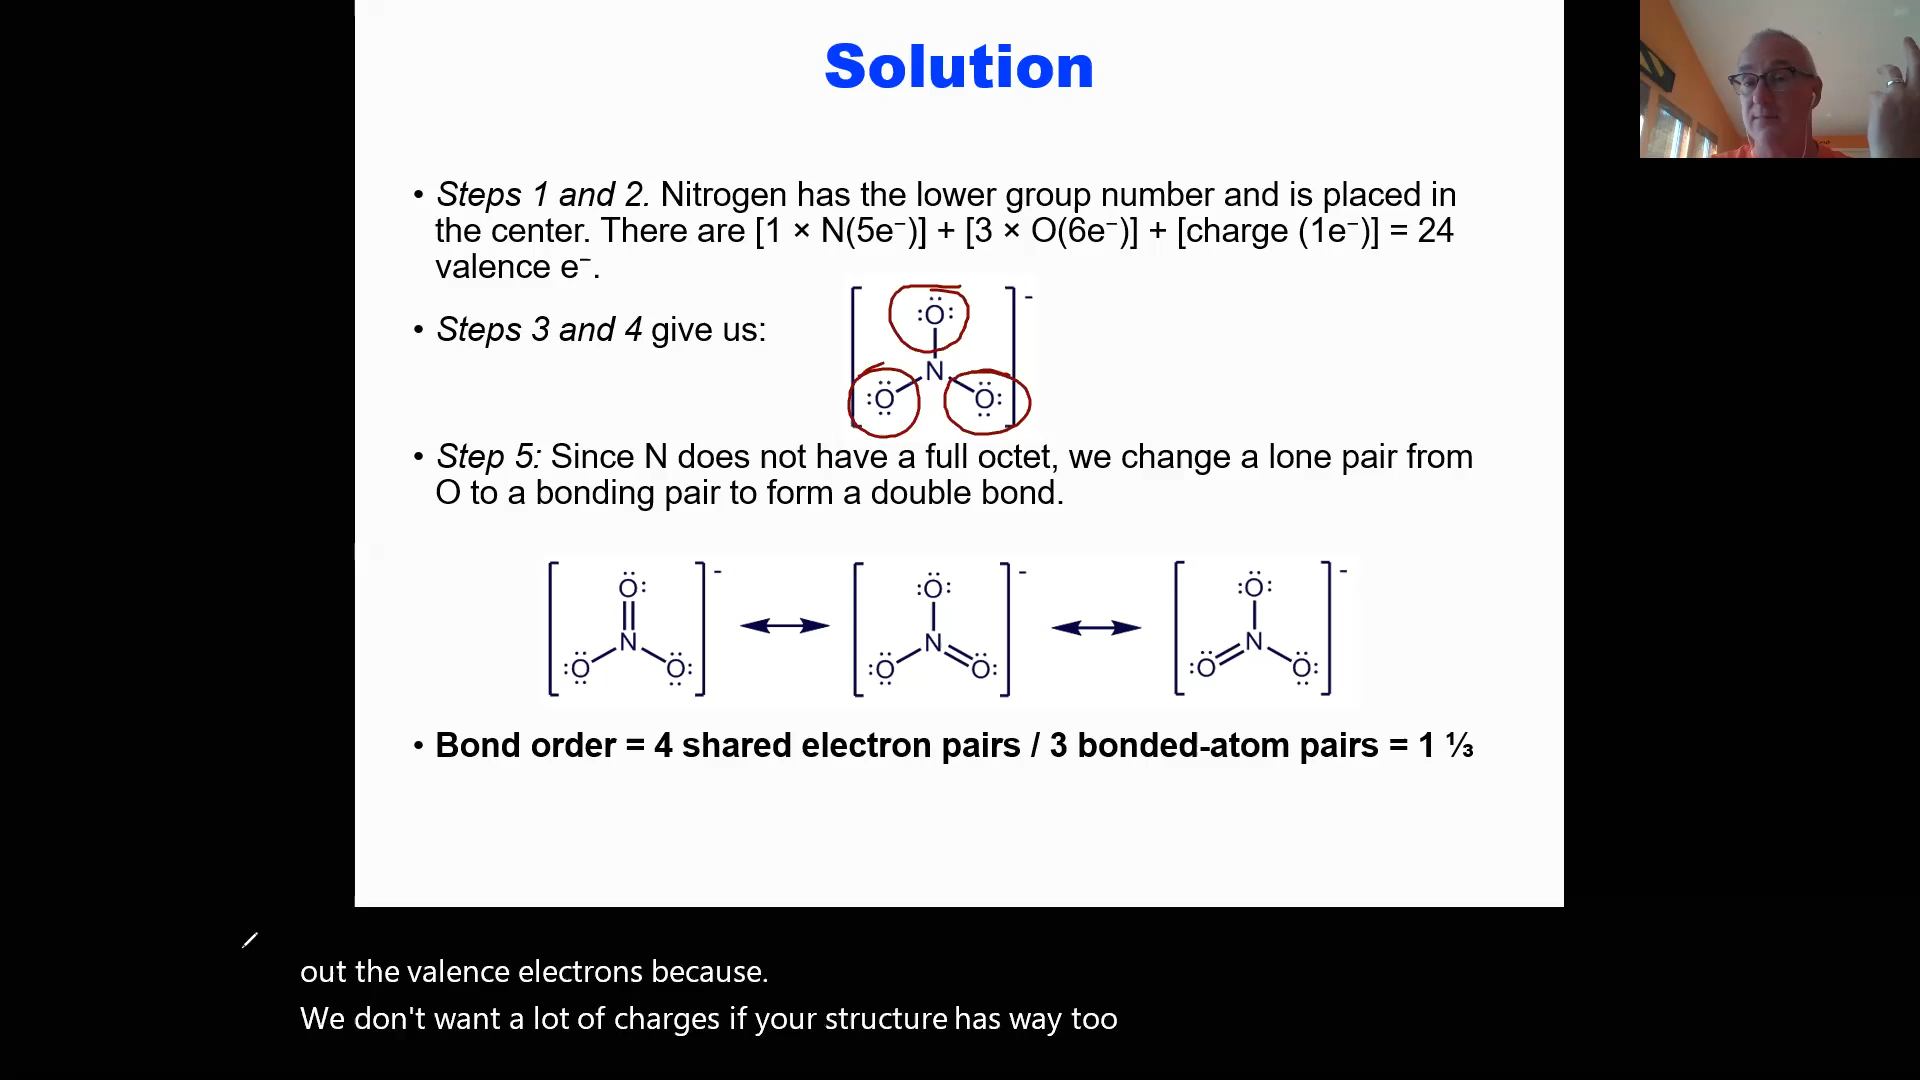 Solution
• Steps 1 and 2. Nitrogen has the lower group number and is placed in
the center. There are [1 × N(5e⁻)] + [3 × O(6e⁻)] + [charge (1e⁻)] = 24
valence e⁻.
• Steps 3 and 4 give us:
[ :O: ]-
N
:O O:
• Step 5: Since N does not have a full octet, we change a lone pair from
O to a bonding pair to form a double bond.
[ O: ]- [ :O: ]- [ :O: ]-
N N N
:O O: :O O: :O O:
• Bond order = 4 shared electron pairs / 3 bonded-atom pairs = 1 ⅓
out the valence electrons because.
We don't want a lot of charges if your structure has way too